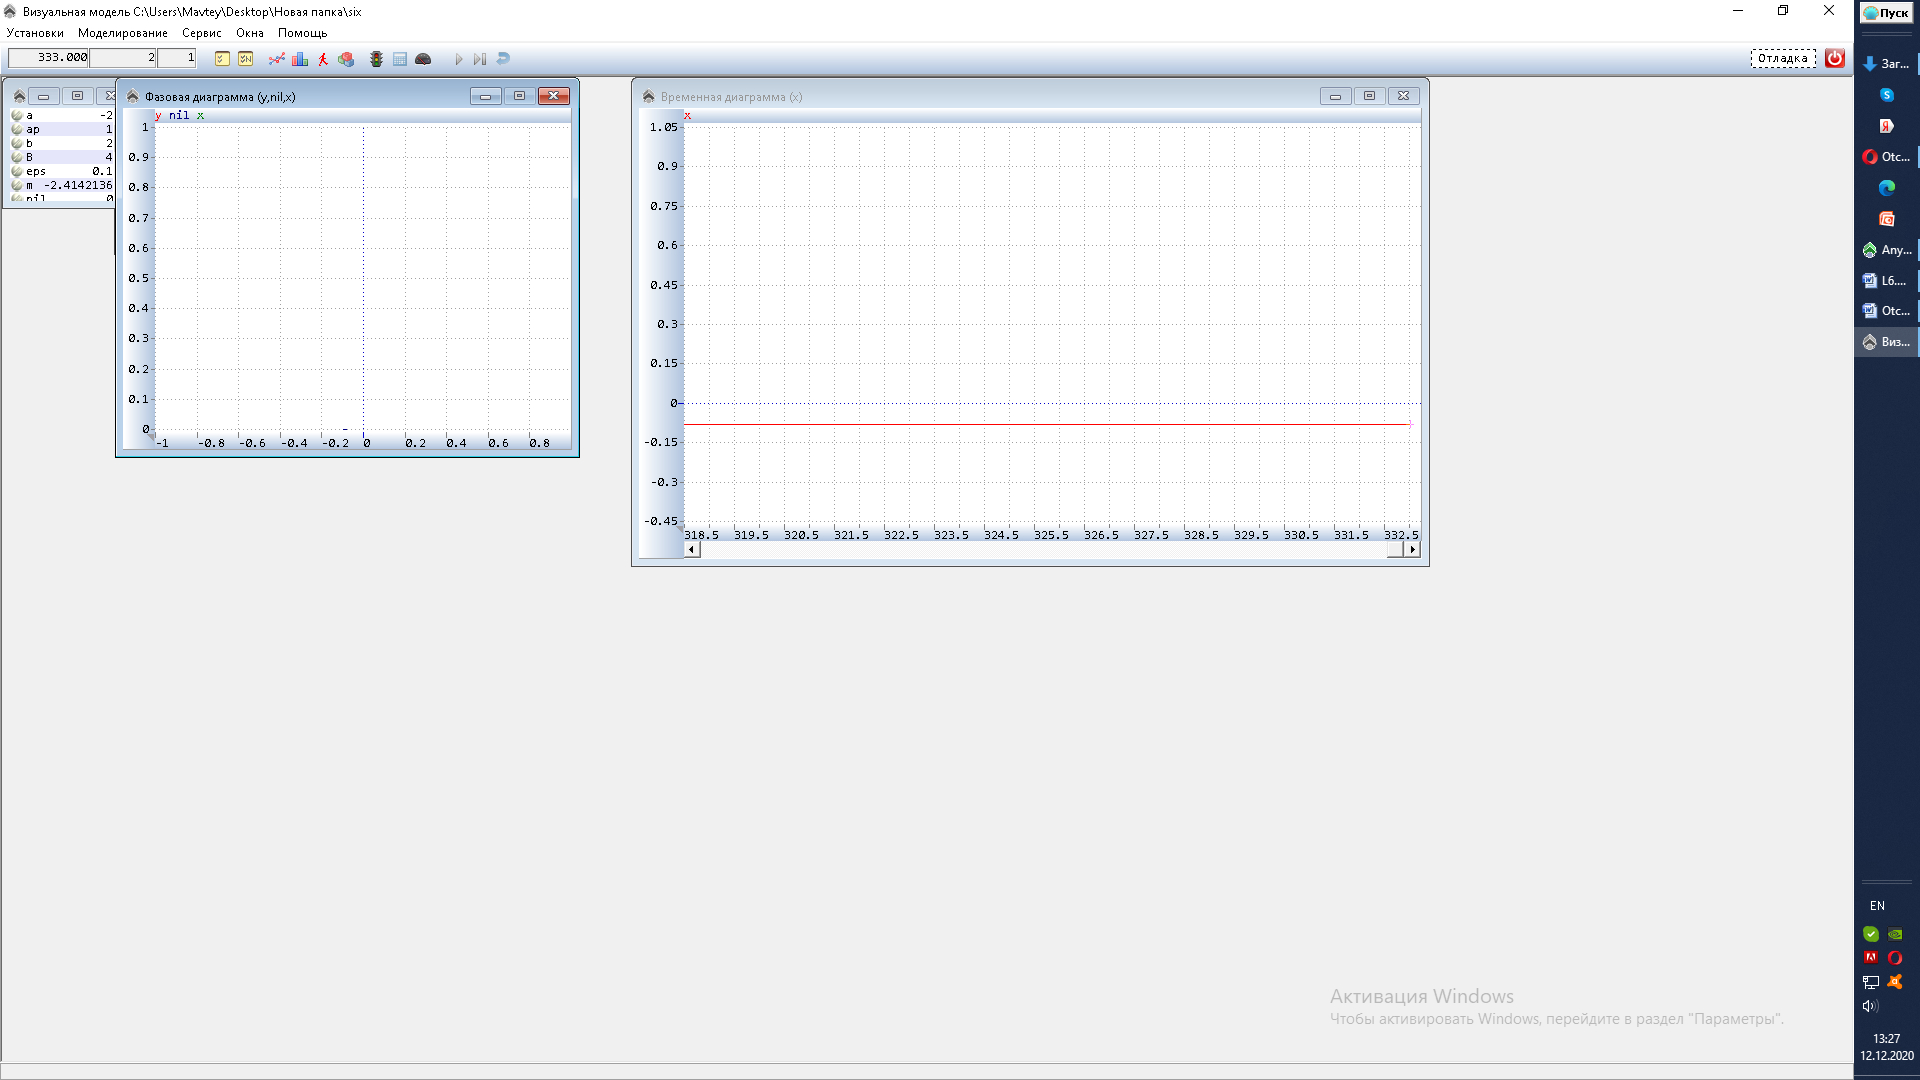 Визуальная модель C:\Users\Mavtey\Desktop\Новая папка\six
Установки Моделирование Сервис Окна Помощь
333.000 2 1 Отладка
a -2
ap 1
b 2
B 4
eps 0.1
m -2.4142136
nil 0
Фазовая диаграмма (y,nil,x)
y nil x
1
0.9
0.8
0.7
0.6
0.5
0.4
0.3
0.2
0.1
0
-1 -0.8 -0.6 -0.4 -0.2 0 0.2 0.4 0.6 0.8
Временная диаграмма (x)
x
1.05
0.9
0.75
0.6
0.45
0.3
0.15
0
-0.15
-0.3
-0.45
318.5 319.5 320.5 321.5 322.5 323.5 324.5 325.5 326.5 327.5 328.5 329.5 330.5 331.5 332.5
Активация Windows
Чтобы активировать Windows, перейдите в раздел "Параметры".
Пуск
Заг...
Otc...
Any...
L6....
Otc...
Виз...
EN
13:27
12.12.2020